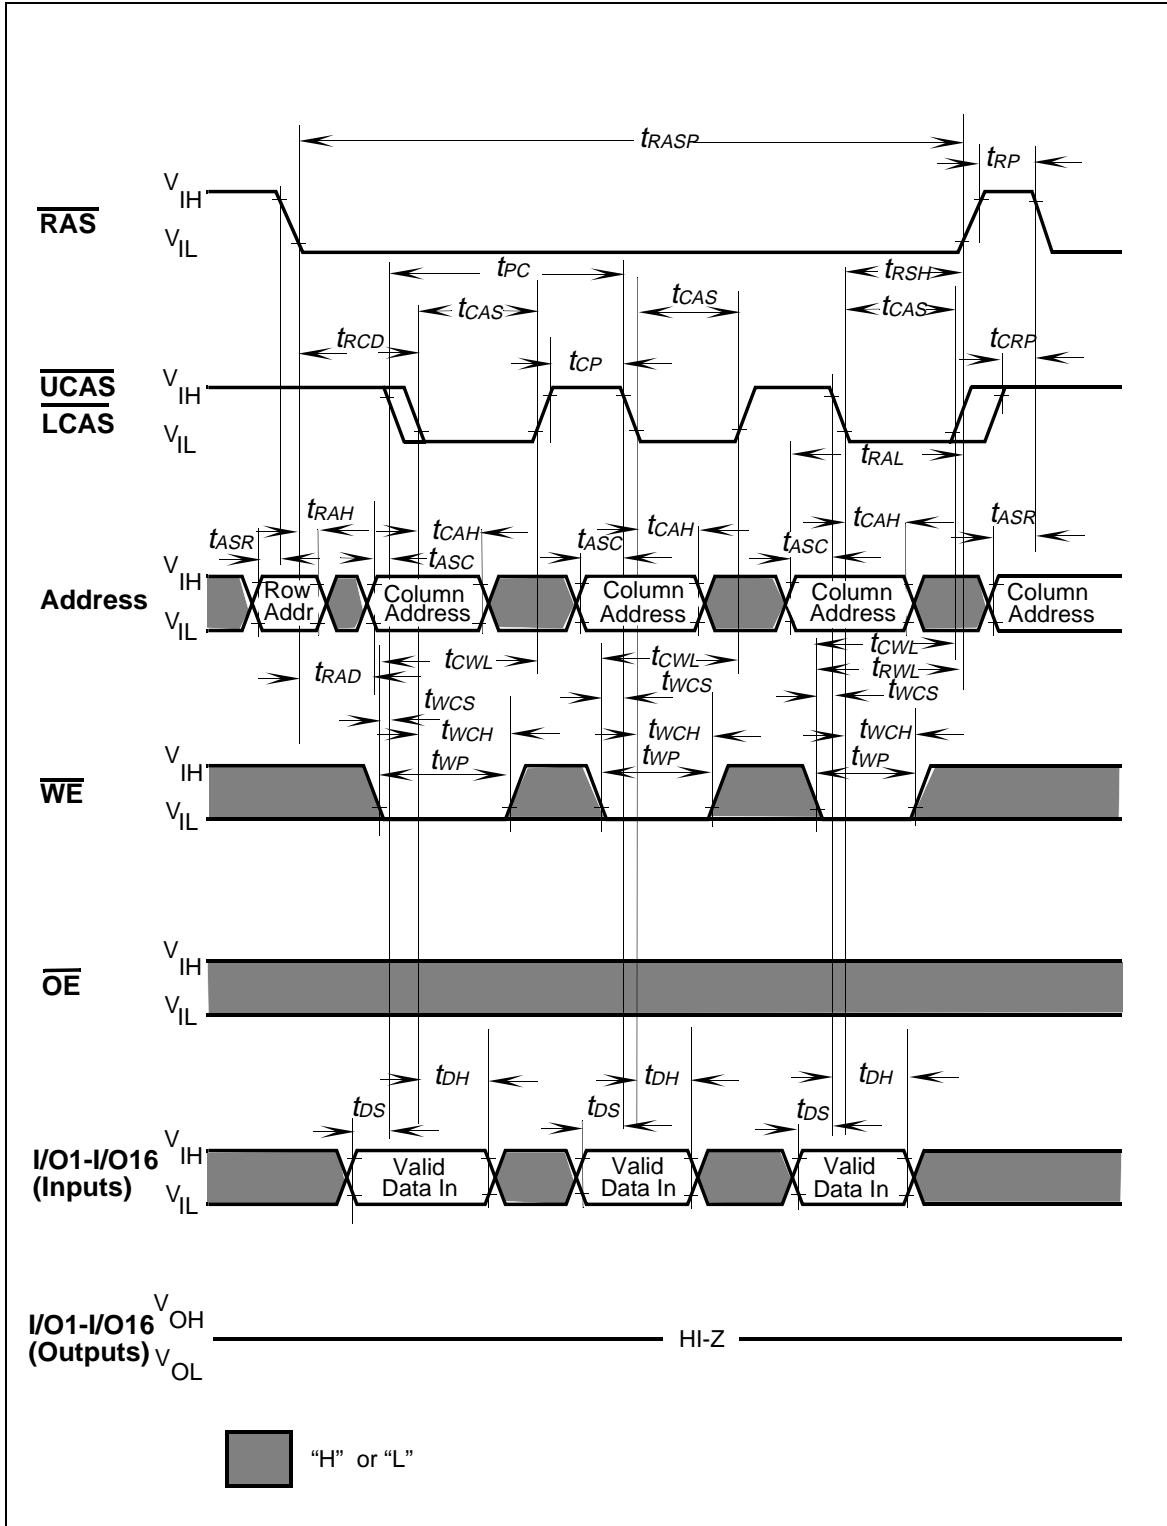 tRASP
tRP
VIH
RAS
VIL
tPC
tRSH
tCAS
tCAS
tCAS
tRCD
tCP
tCRP
VIH
UCAS
LCAS
VIL
tRAL
tRAH
tCAH
tCAH
tCAH
tASR
tASR
tASC
tASC
tASC
VIH
Address
VIL
Row
Addr
Column
Address
Column
Address
Column
Address
Column
Address
tCWL
tCWL
tCWL
tRAD
tRWL
tWCS
tWCS
tWCS
tWCH
tWCH
tWCH
tWP
tWP
tWP
VIH
WE
VIL
VIH
OE
VIL
tDH
tDH
tDH
tDS
tDS
tDS
VIH
I/O1-I/O16
(Inputs)
VIL
Valid
Data In
Valid
Data In
Valid
Data In
VOH
I/O1-I/O16
(Outputs)
VOL
HI-Z
“H” or “L”